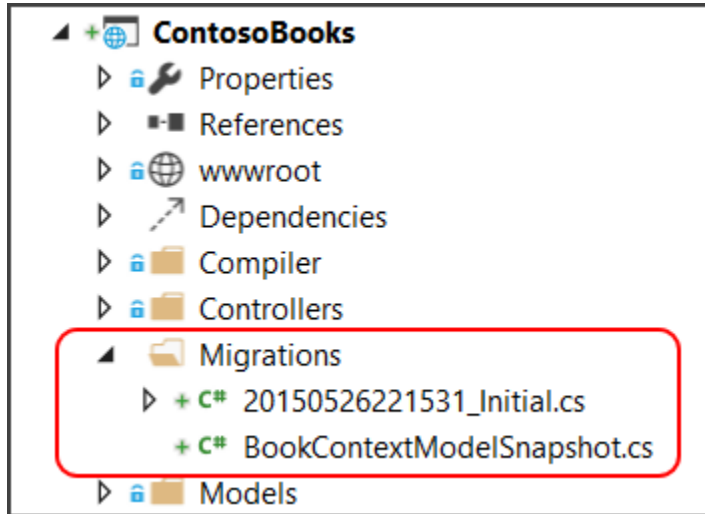 ContosoBooks
Properties
References
wwwroot
Dependencies
Compiler
Controllers
Migrations
C# 20150526221531_Initial.cs
C# BookContextModelSnapshot.cs
Models